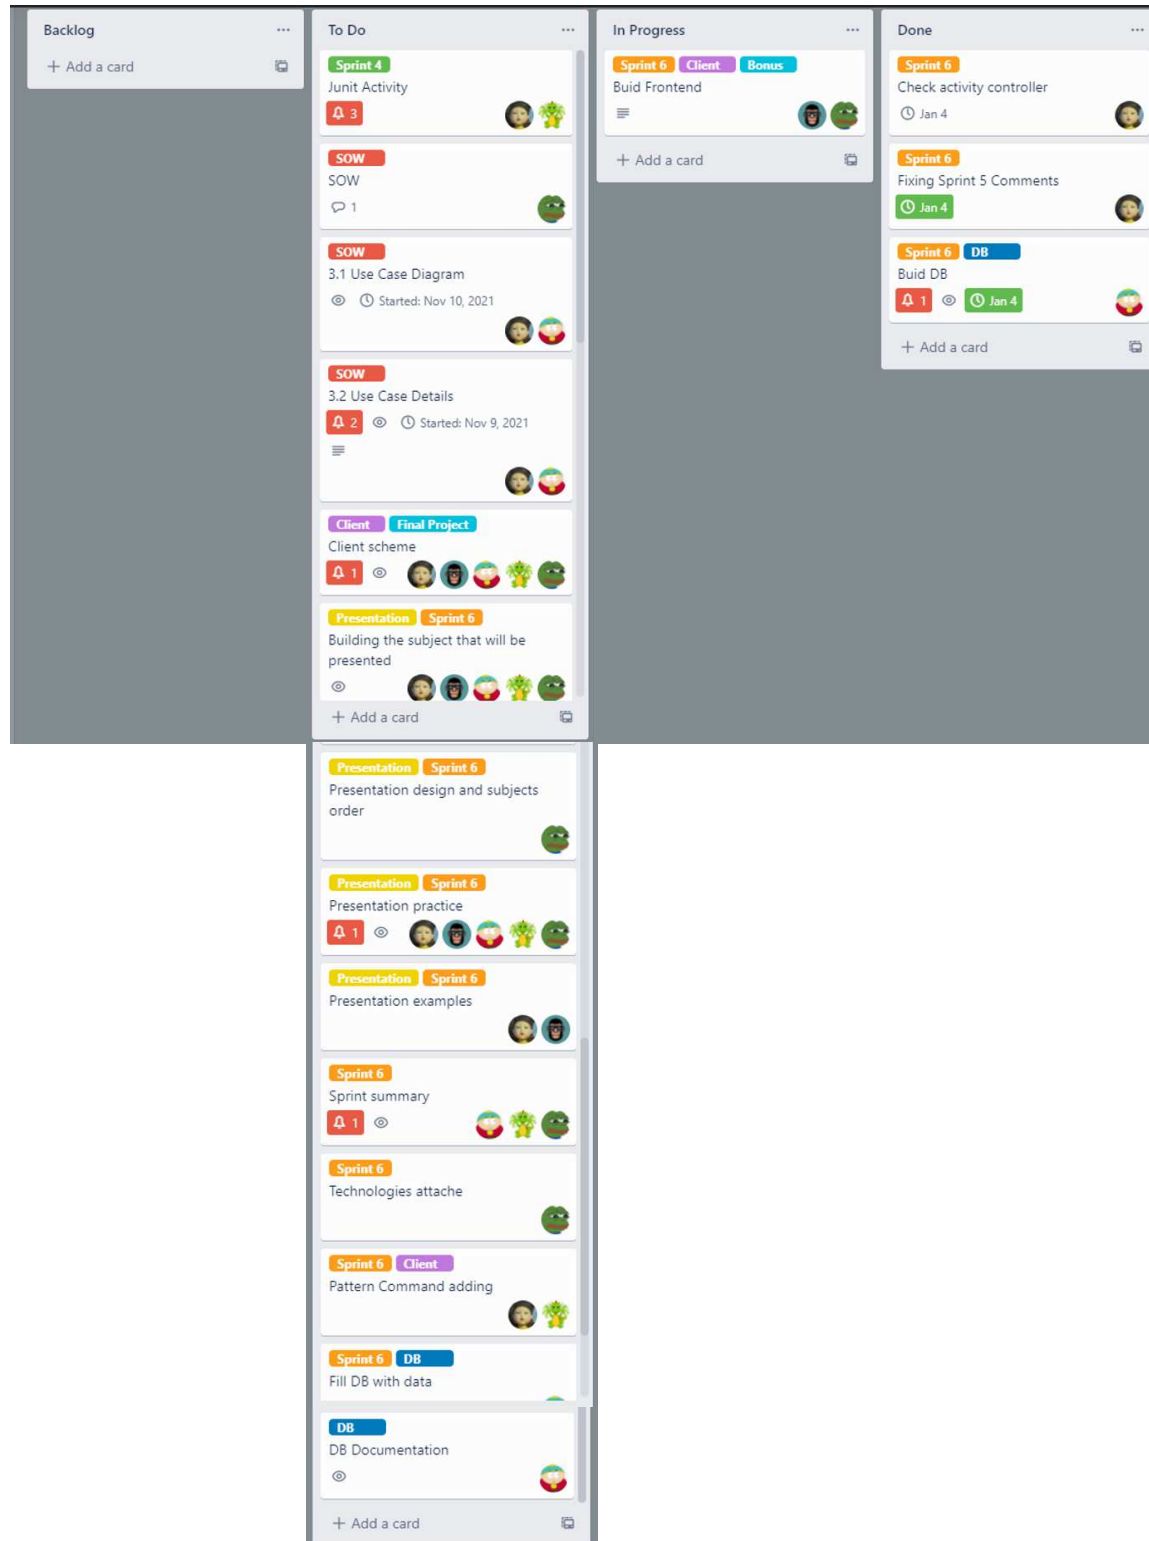 Backlog
+ Add a card
To Do
Sprint 4
Junit Activity
3
SOW
SOW
1
SOW
3.1 Use Case Diagram
Started: Nov 10, 2021
SOW
3.2 Use Case Details
2 Started: Nov 9, 2021
Client Final Project
Client scheme
1
Presentation Sprint 6
Building the subject that will be
presented
+ Add a card
Presentation Sprint 6
Presentation design and subjects
order
Presentation Sprint 6
Presentation practice
1
Presentation Sprint 6
Presentation examples
Sprint 6
Sprint summary
1
Sprint 6
Technologies attache
Sprint 6 Client
Pattern Command adding
Sprint 6 DB
Fill DB with data
DB
DB Documentation
+ Add a card
In Progress
Sprint 6 Client Bonus
Buid Frontend
+ Add a card
Done
Sprint 6
Check activity controller
Jan 4
Sprint 6
Fixing Sprint 5 Comments
Jan 4
Sprint 6 DB
Buid DB
1 Jan 4
+ Add a card